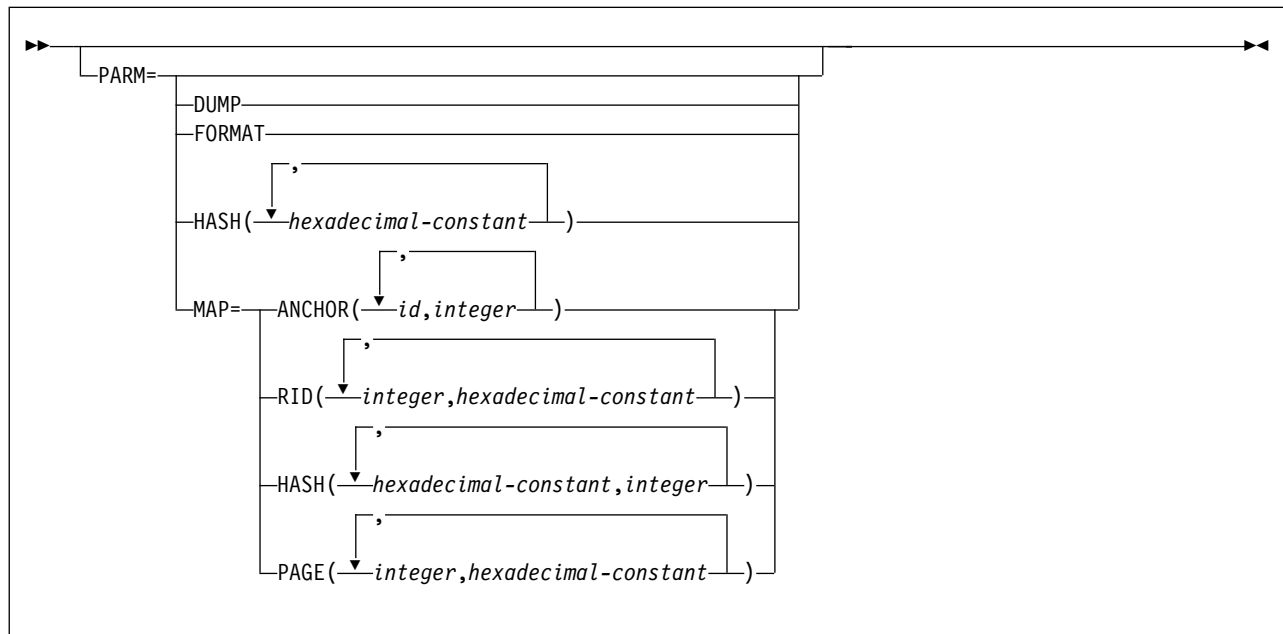 PARM=
DUMP
FORMAT
,
HASH( hexadecimal-constant )
,
MAP= ANCHOR( id,integer )
,
RID( integer,hexadecimal-constant )
,
HASH( hexadecimal-constant,integer )
,
PAGE( integer,hexadecimal-constant )